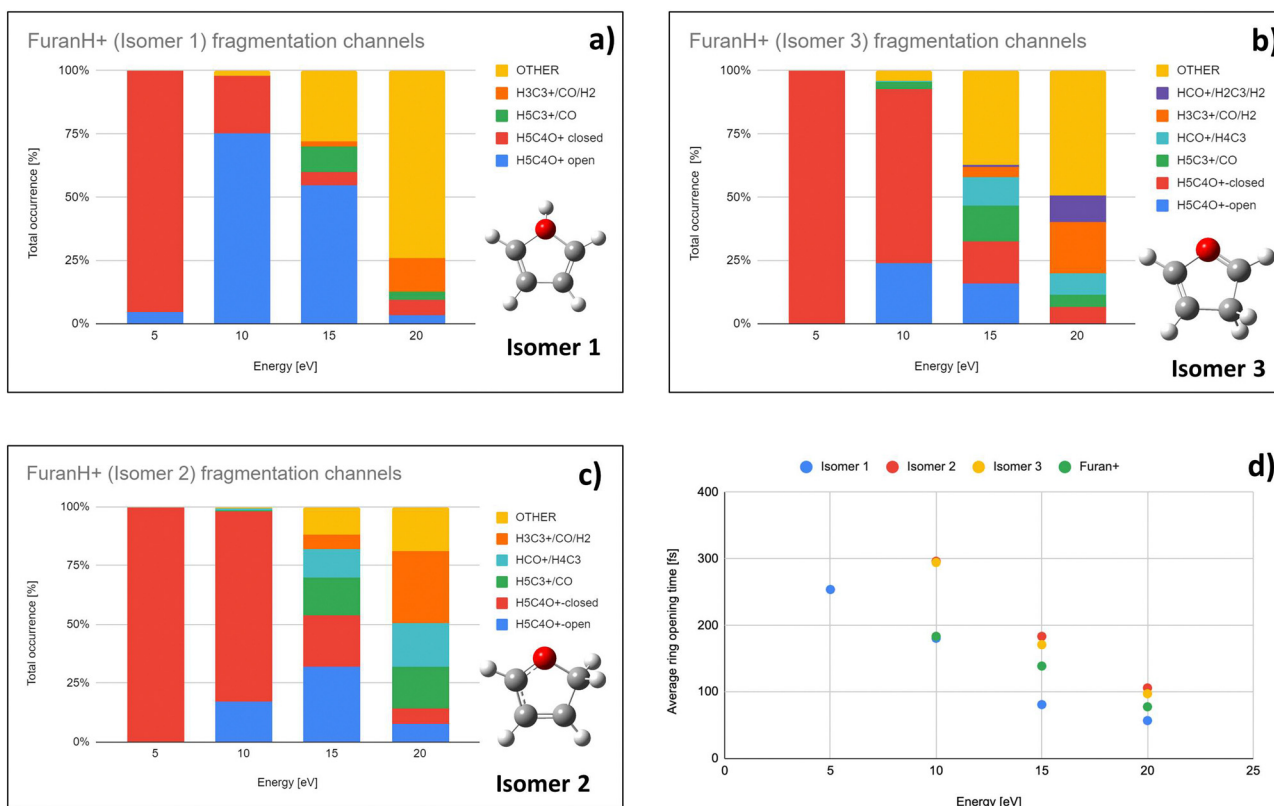 a)
FuranH+ (Isomer 1) fragmentation channels
100%
75%
50%
25%
0%
Total occurrence [%]
5
10
15
20
Energy [eV]
OTHER
H3C3+/CO/H2
H5C3+/CO
H5C4O+ closed
H5C4O+ open
Isomer 1
b)
FuranH+ (Isomer 3) fragmentation channels
100%
75%
50%
25%
0%
Total occurrence [%]
5
10
15
20
Energy [eV]
OTHER
HCO+/H2C3/H2
H3C3+/CO/H2
HCO+/H4C3
H5C3+/CO
H5C4O+-closed
H5C4O+-open
Isomer 3
c)
FuranH+ (Isomer 2) fragmentation channels
100%
75%
50%
25%
0%
Total occurrence [%]
5
10
15
20
Energy [eV]
OTHER
H3C3+/CO/H2
HCO+/H4C3
H5C3+/CO
H5C4O+-closed
H5C4O+-open
Isomer 2
d)
Isomer 1
Isomer 2
Isomer 3
Furan+
400
300
200
100
0
Average ring opening time [fs]
0
5
10
15
20
25
Energy [eV]